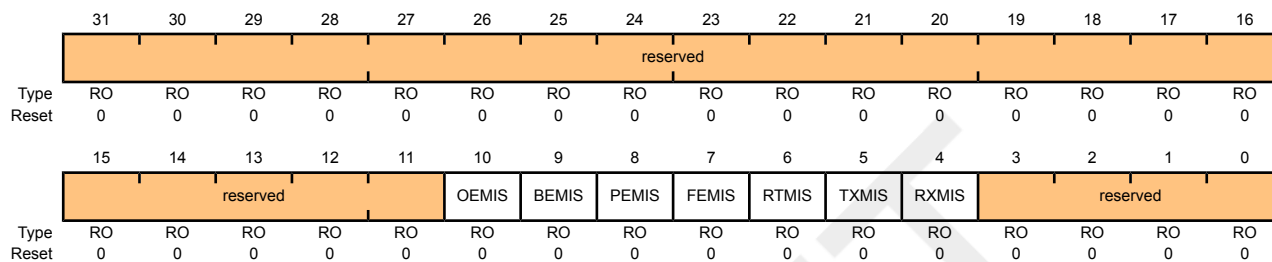 31 30 29 28 27 26 25 24 23 22 21 20 19 18 17 16
reserved
Type RO RO RO RO RO RO RO RO RO RO RO RO RO RO RO RO
Reset 0 0 0 0 0 0 0 0 0 0 0 0 0 0 0 0
15 14 13 12 11 10 9 8 7 6 5 4 3 2 1 0
reserved OEMIS BEMIS PEMIS FEMIS RTMIS TXMIS RXMIS reserved
Type RO RO RO RO RO RO RO RO RO RO RO RO RO RO RO RO
Reset 0 0 0 0 0 0 0 0 0 0 0 0 0 0 0 0